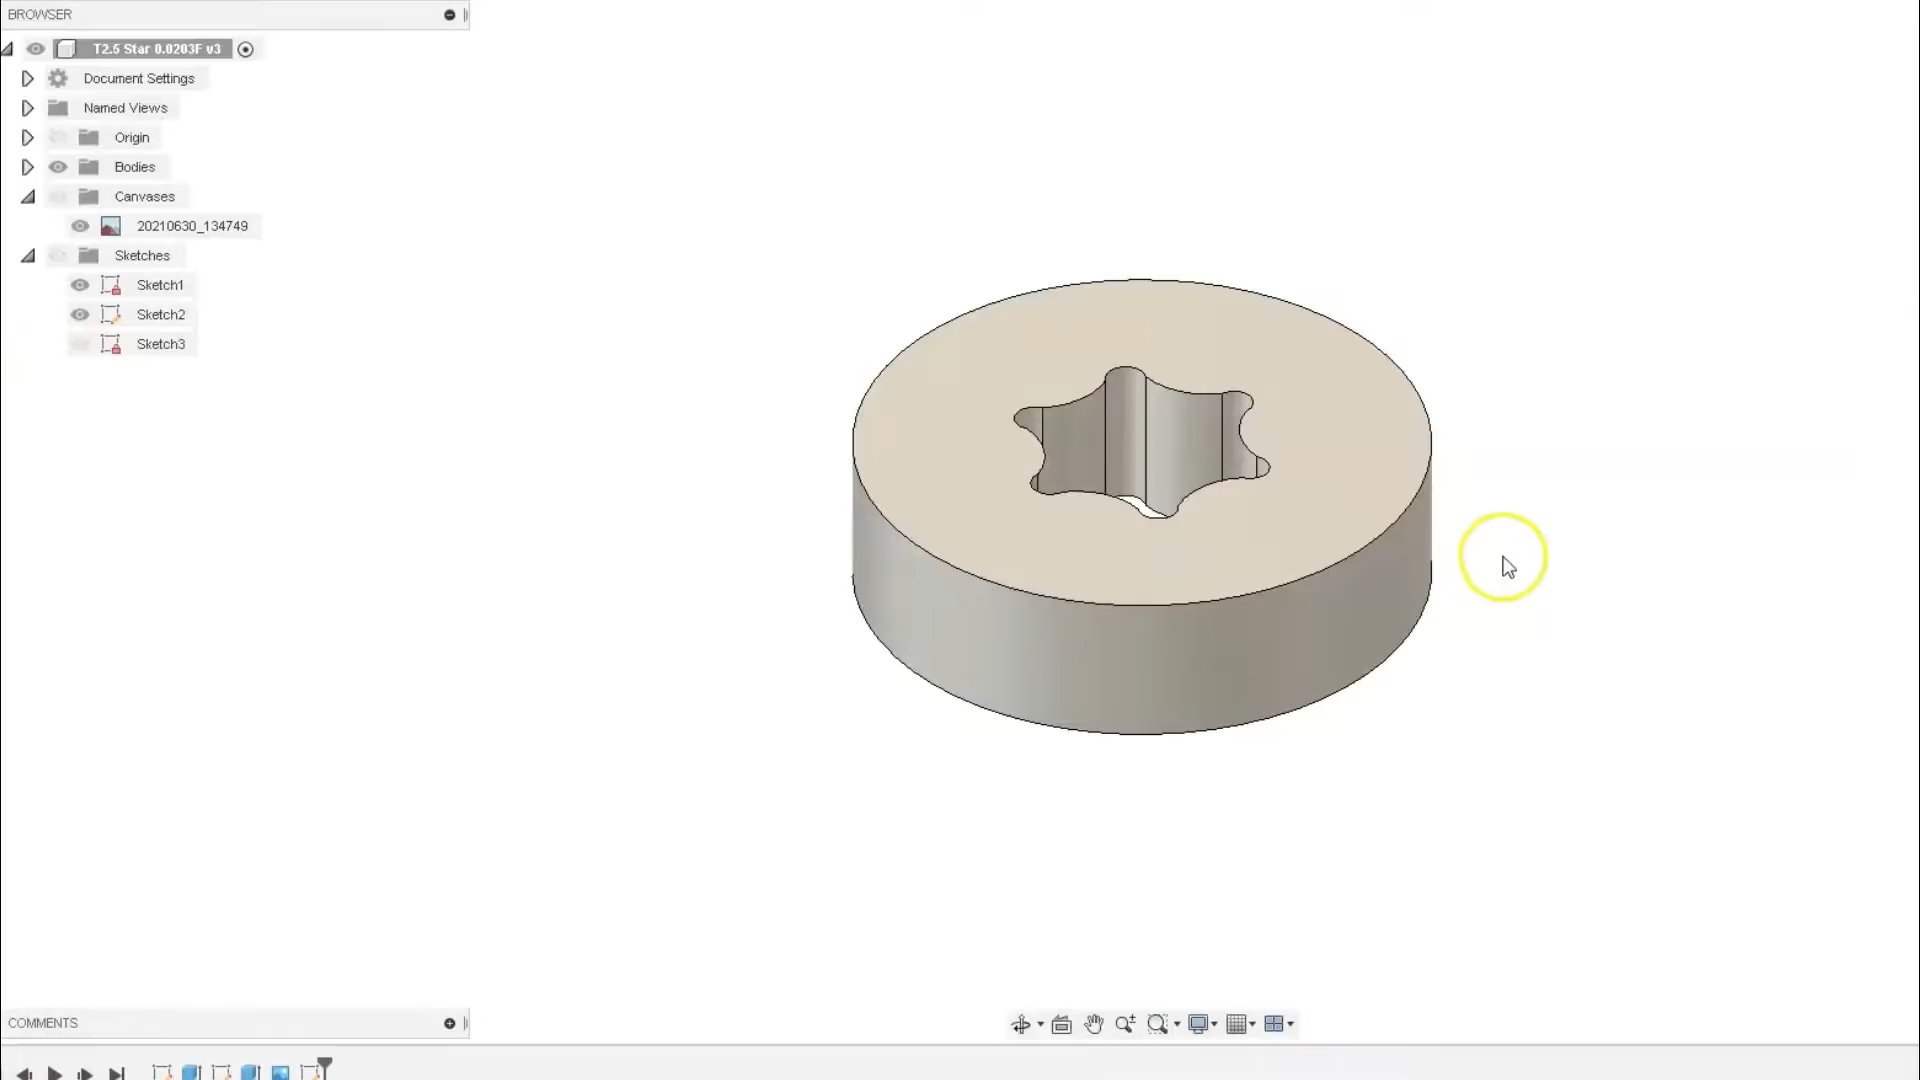 BROWSER
T2.5 Star 0.0203F v3
Document Settings
Named Views
Origin
Bodies
Canvases
20210630_134749
Sketches
Sketch1
Sketch2
Sketch3
COMMENTS